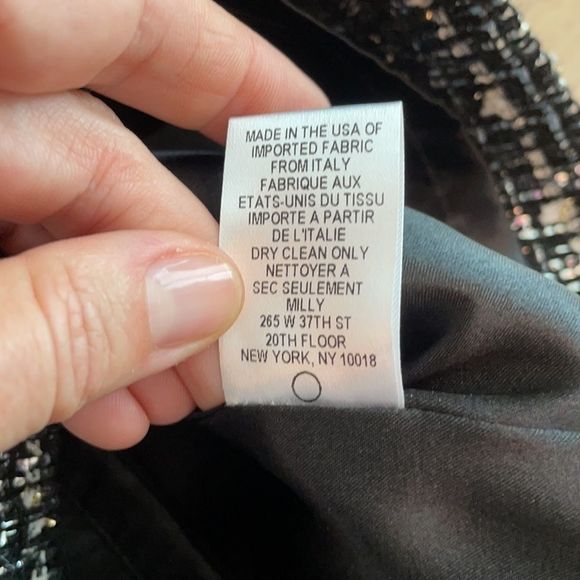 MADE IN THE USA OF
IMPORTED FABRIC
FROM ITALY
FABRIQUE AUX
ETATS-UNIS DU TISSU
IMPORTE A PARTIR
DE L'ITALIE
DRY CLEAN ONLY
NETTOYER A
SEC SEULEMENT
MILLY
265 W 37TH ST
20TH FLOOR
NEW YORK, NY 10018